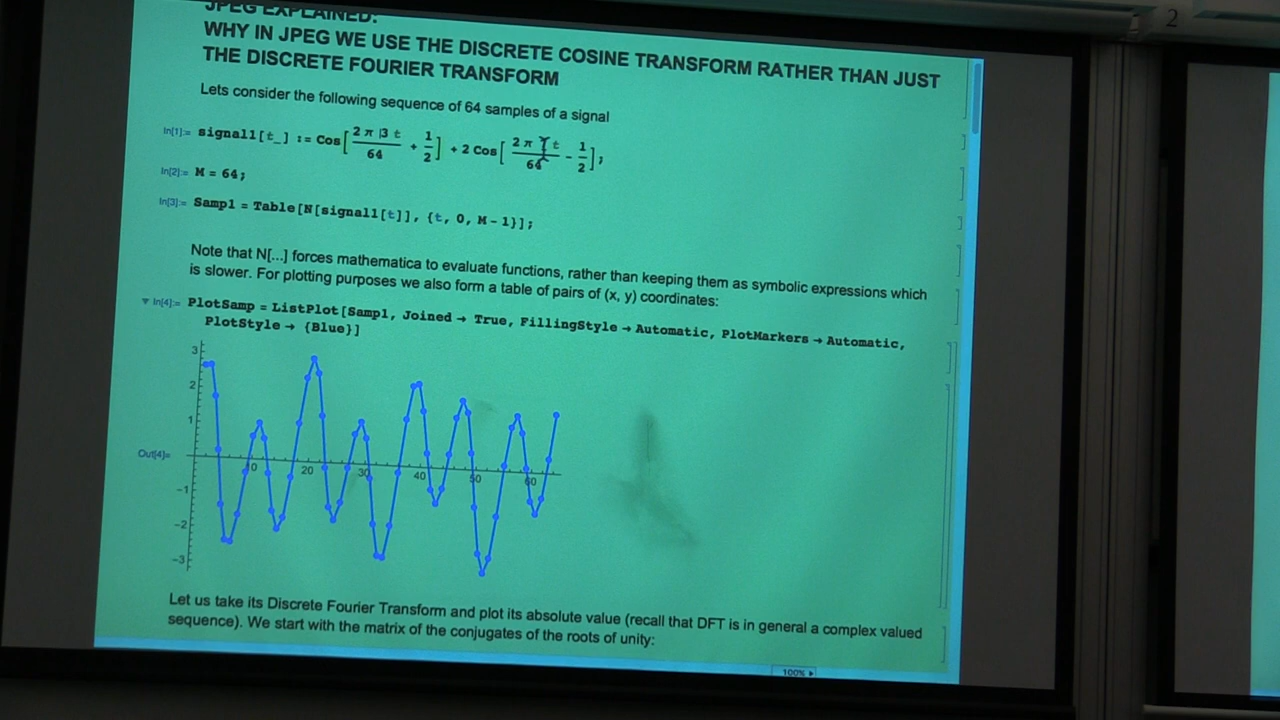 JPEG EXPLAINED:
WHY IN JPEG WE USE THE DISCRETE COSINE TRANSFORM RATHER THAN JUST
THE DISCRETE FOURIER TRANSFORM
Lets consider the following sequence of 64 samples of a signal
In[1]:= signal1[t_] := Cos[2 π 3 t / 64 + 1/2] + 2 Cos[2 π 7 t / 64 - 1/2];
In[2]:= M = 64;
In[3]:= Samp1 = Table[N[signal1[t]], {t, 0, M - 1}];
Note that N[...] forces mathematica to evaluate functions, rather than keeping them as symbolic expressions which
is slower. For plotting purposes we also form a table of pairs of (x, y) coordinates:
In[4]:= PlotSamp = ListPlot[Samp1, Joined → True, FillingStyle → Automatic, PlotMarkers → Automatic,
PlotStyle → {Blue}]
3
2
1
Out[4]=
10 20 30 40 50 60
-1
-2
-3
Let us take its Discrete Fourier Transform and plot its absolute value (recall that DFT is in general a complex valued
sequence). We start with the matrix of the conjugates of the roots of unity:
100%
2